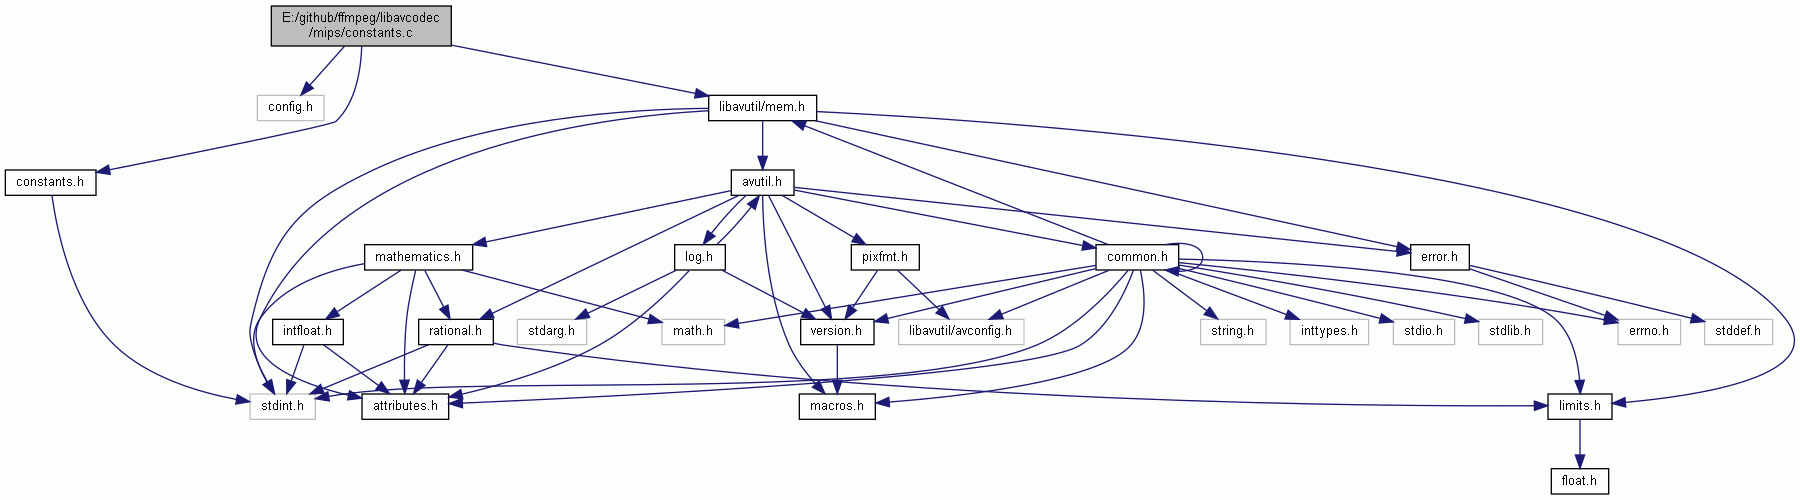 E:/github/ffmpeg/libavcodec
/mips/constants.c
config.h
libavutil/mem.h
constants.h
avutil.h
mathematics.h
log.h
pixfmt.h
common.h
error.h
intfloat.h
rational.h
stdarg.h
math.h
version.h
libavutil/avconfig.h
string.h
inttypes.h
stdio.h
stdlib.h
errno.h
stddef.h
stdint.h
attributes.h
macros.h
limits.h
float.h